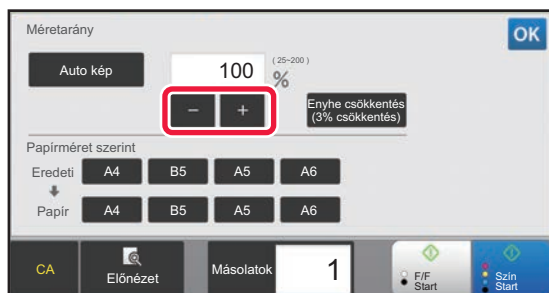 Méretarány
OK
Auto kép
100
(25~200)
%
- +
Enyhe csökkentés
(3% csökkentés)
Papírméret szerint
Eredeti A4 B5 A5 A6
Papír A4 B5 A5 A6
CA
Előnézet
Másolatok
1
F/F
Start
Szín
Start